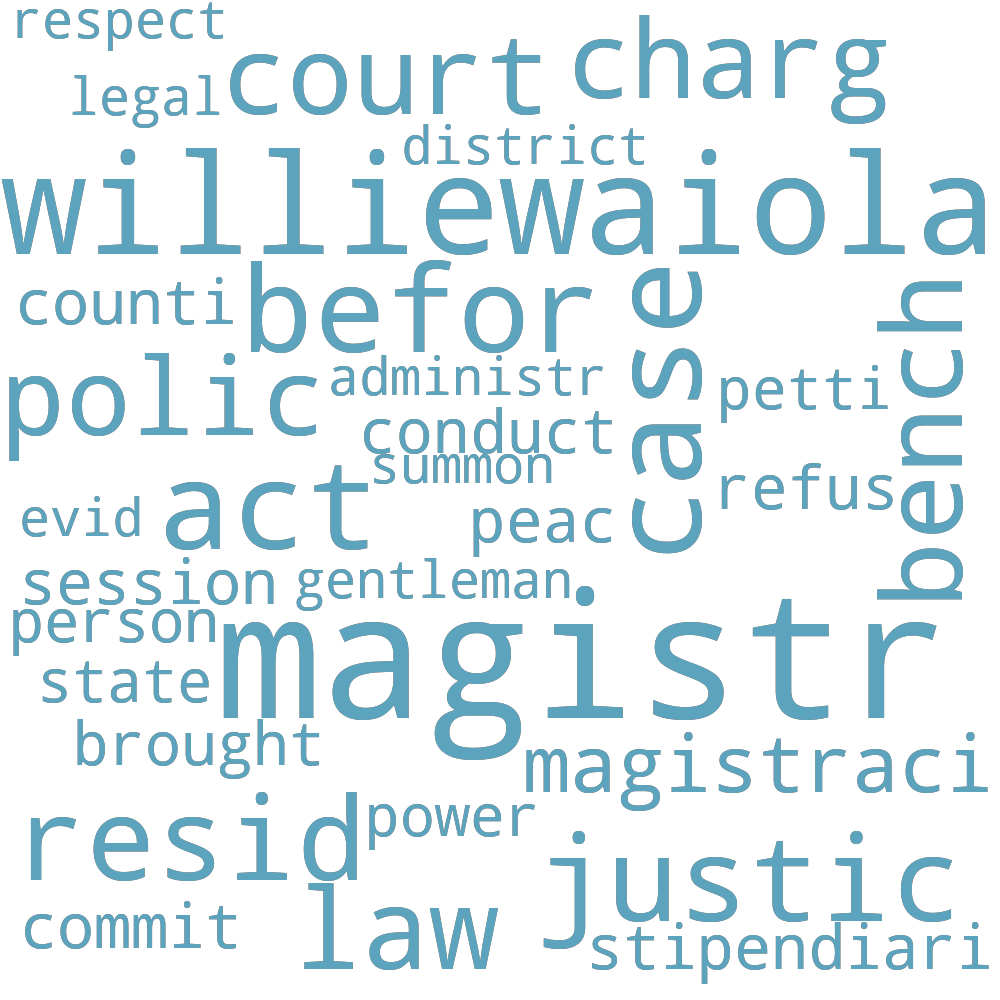 respect
court
charg
legal
district
williewaiola
counti
befor
case
bench
polic
administr
petti
conduct
summon
refus
evid
act
peac
session
gentleman
person
magistr
state
brought
magistraci
resid
power
justic
law
commit
stipendiari